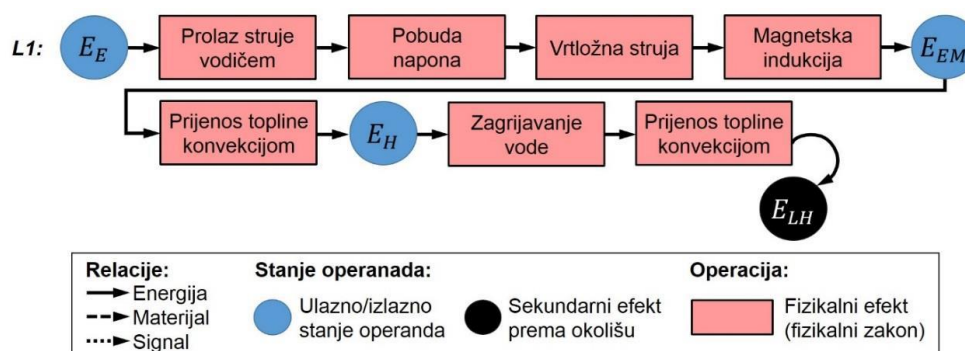 L1:
E_E
Prolaz struje
vodičem
Pobuda
napona
Vrtložna struja
Magnetska
indukcija
E_EM
Prijenos topline
konvekcijom
E_H
Zagrijavanje
vode
Prijenos topline
konvekcijom
E_LH
Relacije:
Energija
Materijal
Signal
Stanje operanada:
Ulazno/izlazno
stanje operanda
Sekundarni efekt
prema okolišu
Operacija:
Fizikalni efekt
(fizikalni zakon)